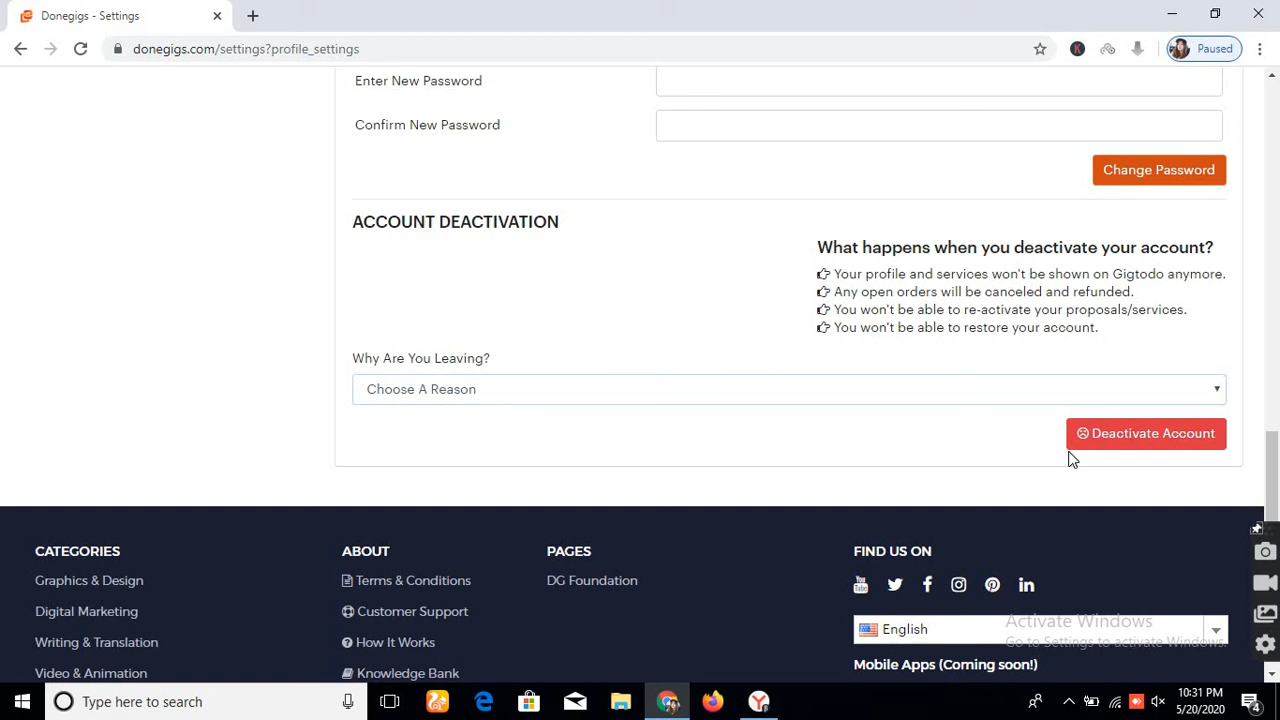 Donegigs - Settings
donegigs.com/settings?profile_settings
Paused
Enter New Password
Confirm New Password
Change Password
ACCOUNT DEACTIVATION
What happens when you deactivate your account?
Your profile and services won't be shown on Gigtodo anymore.
Any open orders will be canceled and refunded.
You won't be able to re-activate your proposals/services.
You won't be able to restore your account.
Why Are You Leaving?
Choose A Reason
Deactivate Account
CATEGORIES
Graphics & Design
Digital Marketing
Writing & Translation
Video & Animation
ABOUT
Terms & Conditions
Customer Support
How It Works
Knowledge Bank
PAGES
DG Foundation
FIND US ON
English
Mobile Apps (Coming soon!)
Activate Windows
Go to Settings to activate Windows.
Type here to search
10:31 PM
5/20/2020
4